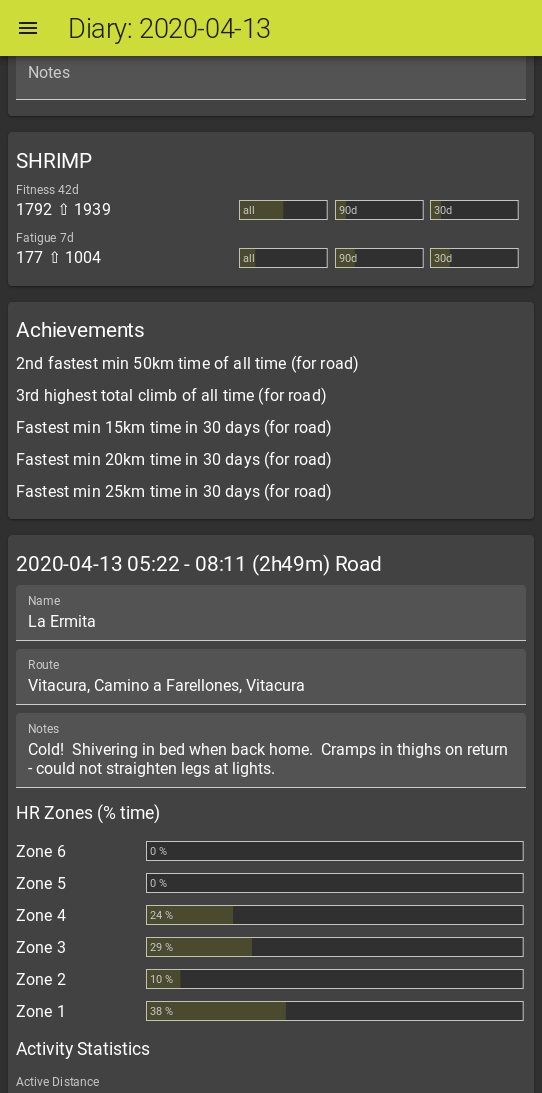 Diary: 2020-04-13
Notes
SHRIMP
Fitness 42d
1792 ⇧ 1939
all
90d
30d
Fatigue 7d
177 ⇧ 1004
all
90d
30d
Achievements
2nd fastest min 50km time of all time (for road)
3rd highest total climb of all time (for road)
Fastest min 15km time in 30 days (for road)
Fastest min 20km time in 30 days (for road)
Fastest min 25km time in 30 days (for road)
2020-04-13 05:22 - 08:11 (2h49m) Road
Name
La Ermita
Route
Vitacura, Camino a Farellones, Vitacura
Notes
Cold!  Shivering in bed when back home.  Cramps in thighs on return
- could not straighten legs at lights.
HR Zones (% time)
Zone 6
0 %
Zone 5
0 %
Zone 4
24 %
Zone 3
29 %
Zone 2
10 %
Zone 1
38 %
Activity Statistics
Active Distance